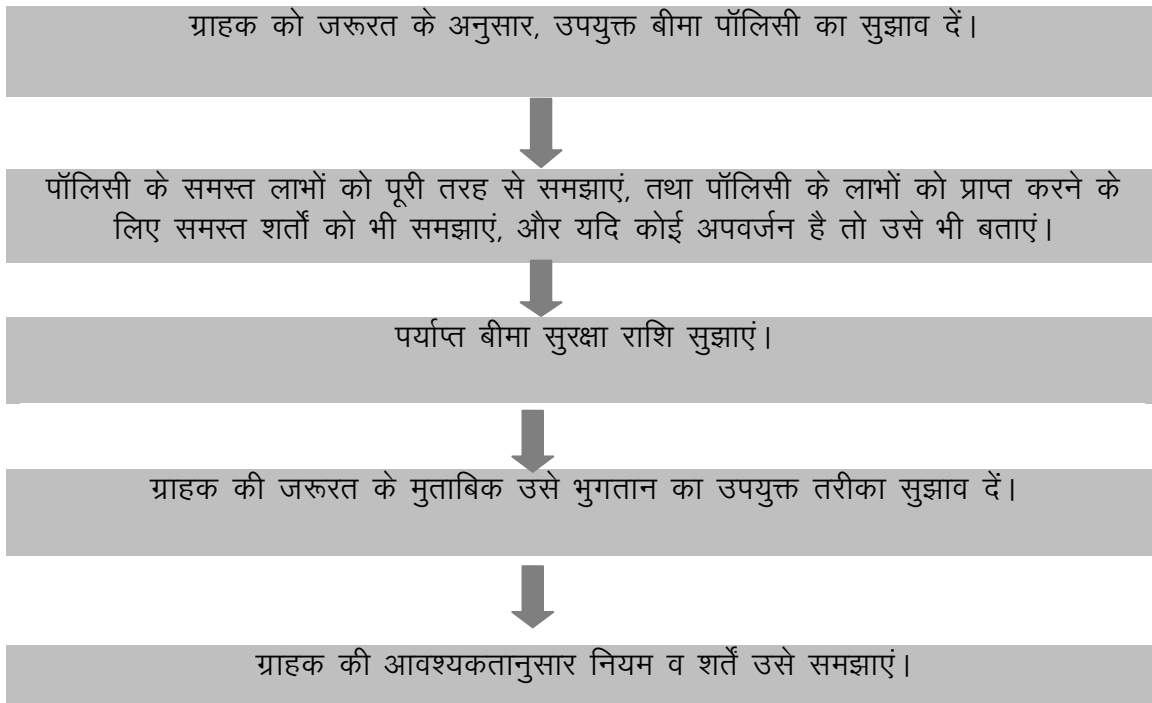 ग्राहक को जरूरत के अनुसार, उपयुक्त बीमा पॉलिसी का सुझाव दें।
पॉलिसी के समस्त लाभों को पूरी तरह से समझाएं, तथा पॉलिसी के लाभों को प्राप्त करने के
लिए समस्त शर्तों को भी समझाएं, और यदि कोई अपवर्जन है तो उसे भी बताएं।
पर्याप्त बीमा सुरक्षा राशि सुझाएं।
ग्राहक की जरूरत के मुताबिक उसे भुगतान का उपयुक्त तरीका सुझाव दें।
ग्राहक की आवश्यकतानुसार नियम व शर्तें उसे समझाएं।